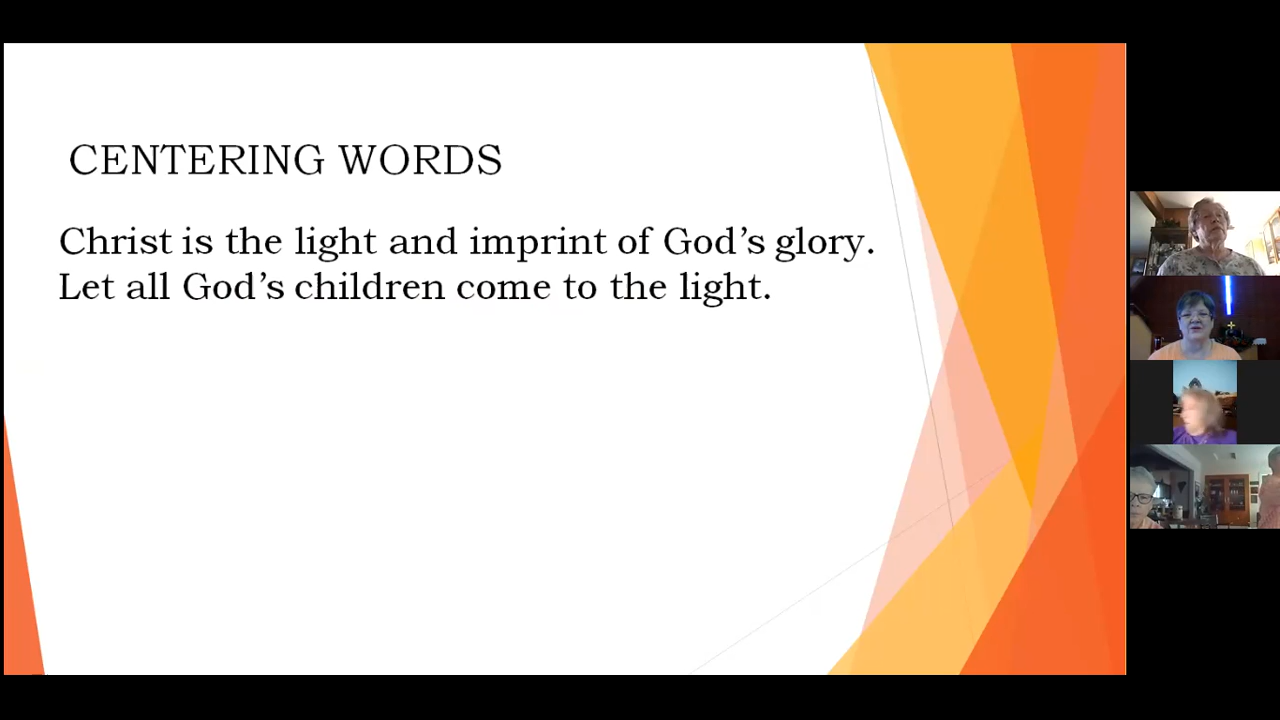 CENTERING WORDS
Christ is the light and imprint of God’s glory.
Let all God’s children come to the light.